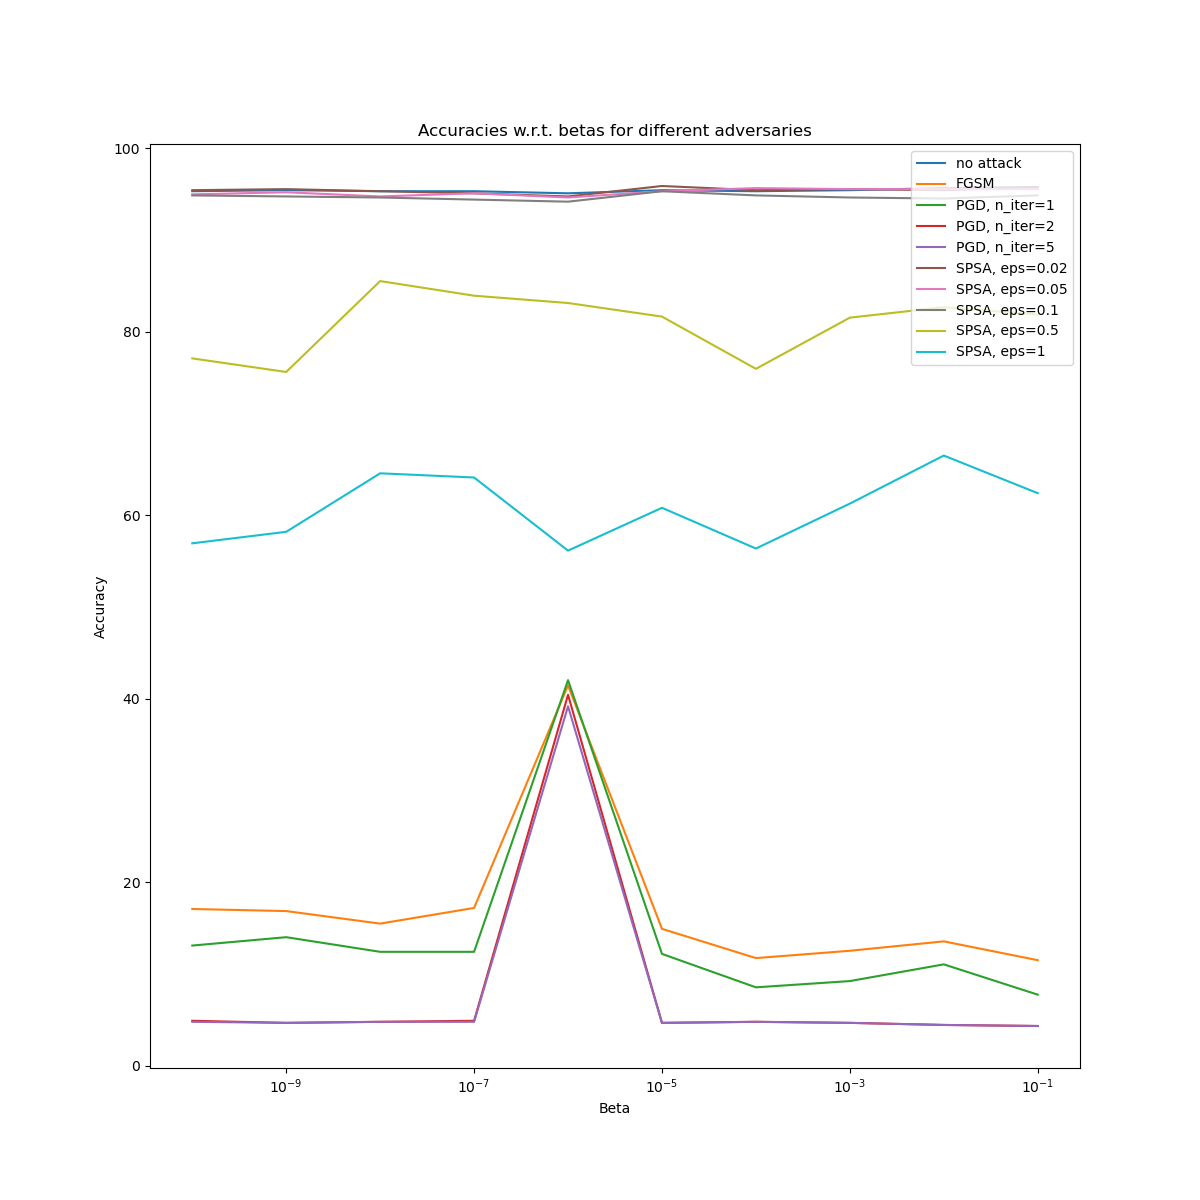 Accuracies w.r.t. betas for different adversaries
100
80
60
40
20
0
Accuracy
no attack
FGSM
PGD, n_iter=1
PGD, n_iter=2
PGD, n_iter=5
SPSA, eps=0.02
SPSA, eps=0.05
SPSA, eps=0.1
SPSA, eps=0.5
SPSA, eps=1
10⁻⁹ 10⁻⁷ 10⁻⁵ 10⁻³ 10⁻¹
Beta